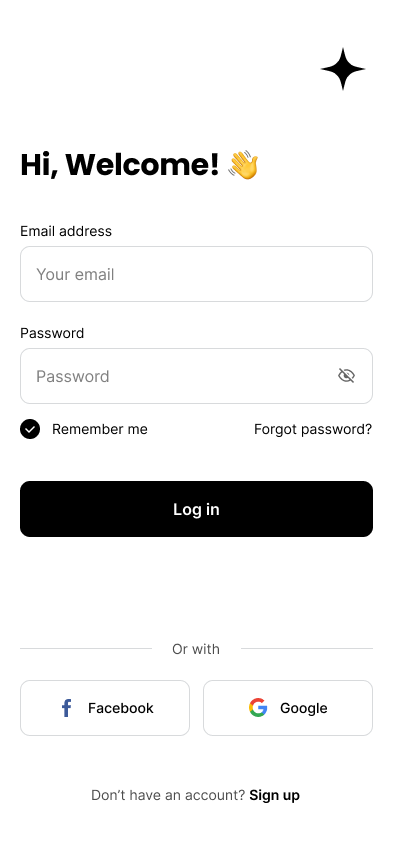 Hi, Welcome! 👋
Email address
Your email
Password
Password
Remember me
Forgot password?
Log in
Or with
Facebook
Google
Don’t have an account? Sign up